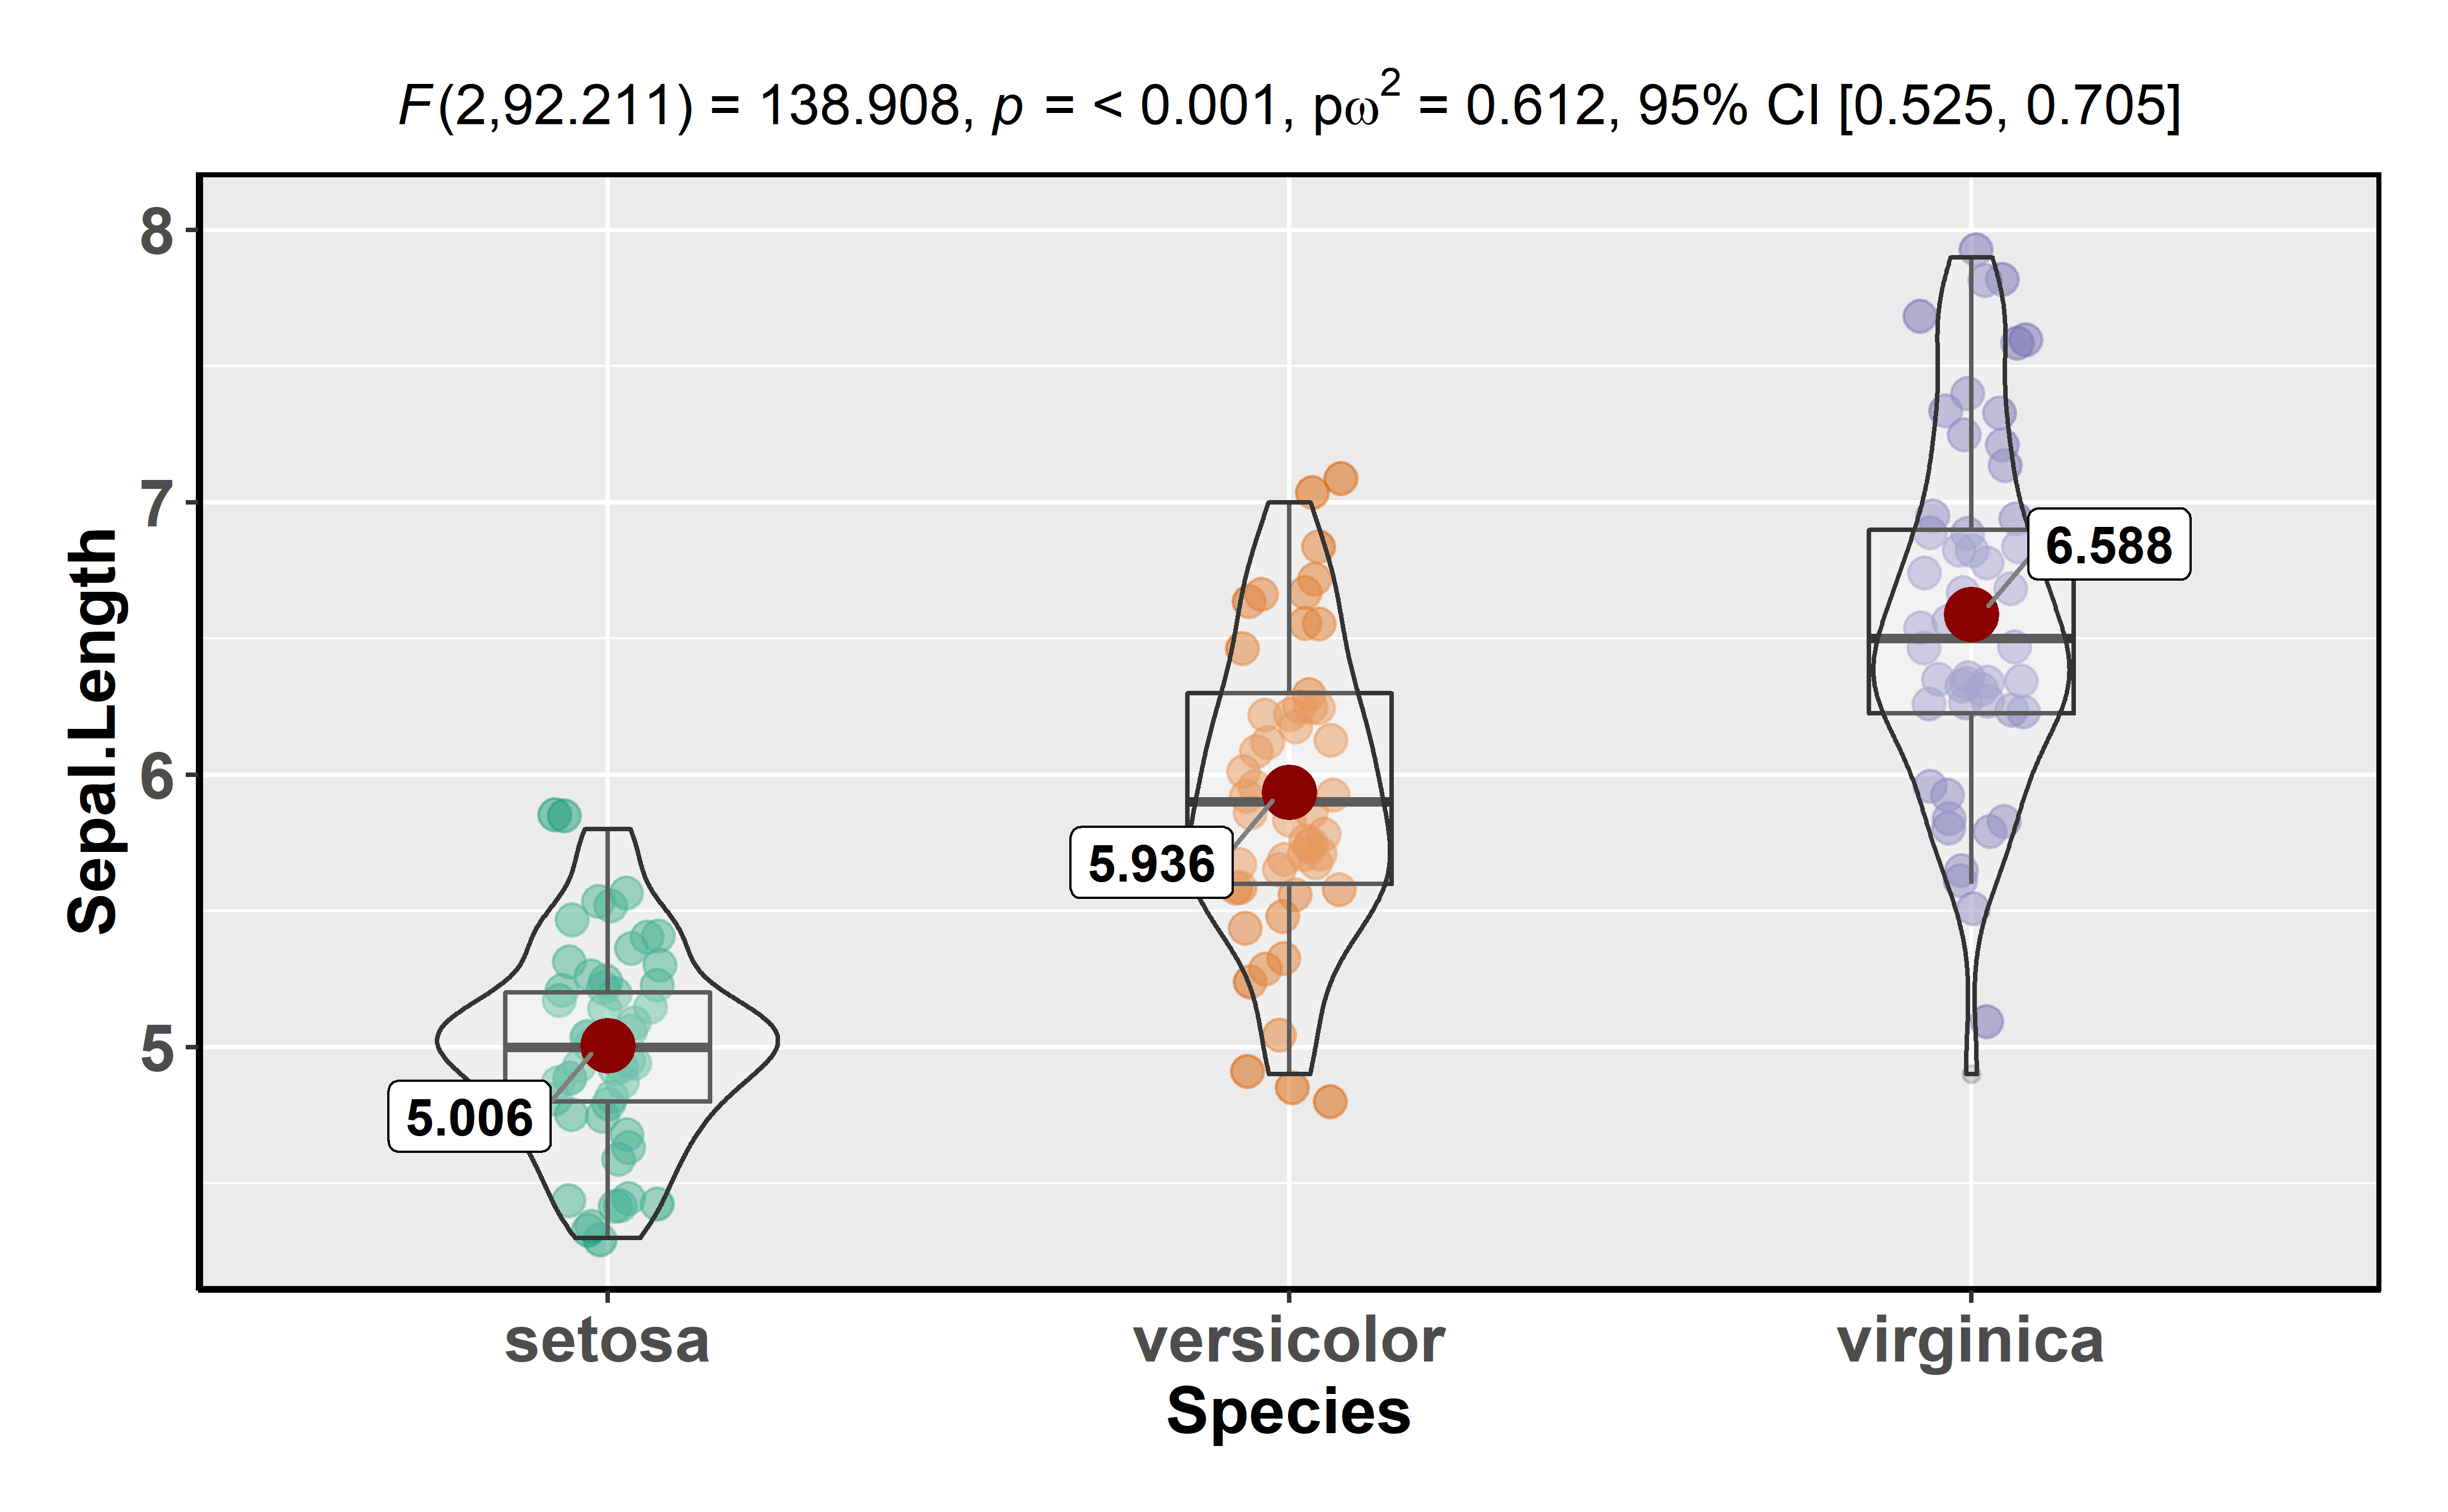 F(2,92.211) = 138.908, p = < 0.001, pω² = 0.612, 95% CI [0.525, 0.705]
8
7
6
5
Sepal.Length
6.588
5.936
5.006
setosa versicolor virginica
Species